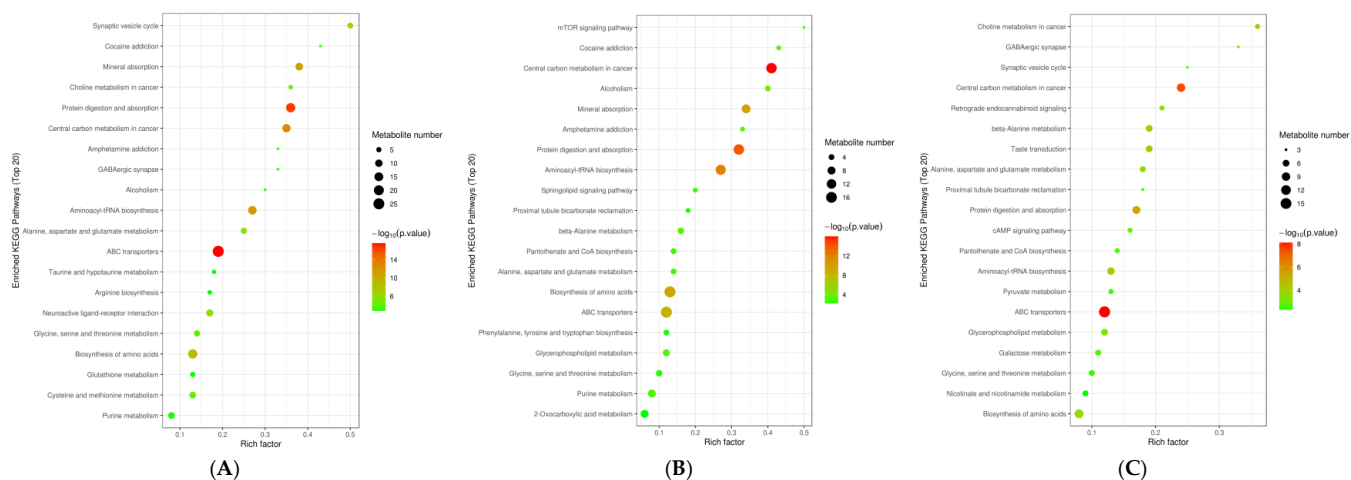 Enriched KEGG Pathways (Top 20)
Synaptic vesicle cycle
Cocaine addiction
Mineral absorption
Choline metabolism in cancer
Protein digestion and absorption
Central carbon metabolism in cancer
Amphetamine addiction
GABAergic synapse
Alcoholism
Aminoacyl-tRNA biosynthesis
Alanine, aspartate and glutamate metabolism
ABC transporters
Taurine and hypotaurine metabolism
Arginine biosynthesis
Neuroactive ligand-receptor interaction
Glycine, serine and threonine metabolism
Biosynthesis of amino acids
Glutathione metabolism
Cysteine and methionine metabolism
Purine metabolism
0.1 0.2 0.3 0.4 0.5
Rich factor
Metabolite number
5
10
15
20
25
−log10(p.value)
14
10
6
(A)
Enriched KEGG Pathways (Top 20)
mTOR signaling pathway
Cocaine addiction
Central carbon metabolism in cancer
Alcoholism
Mineral absorption
Amphetamine addiction
Protein digestion and absorption
Aminoacyl-tRNA biosynthesis
Sphingolipid signaling pathway
Proximal tubule bicarbonate reclamation
beta-Alanine metabolism
Pantothenate and CoA biosynthesis
Alanine, aspartate and glutamate metabolism
Biosynthesis of amino acids
ABC transporters
Phenylalanine, tyrosine and tryptophan biosynthesis
Glycerophospholipid metabolism
Glycine, serine and threonine metabolism
Purine metabolism
2-Oxocarboxylic acid metabolism
0.1 0.2 0.3 0.4 0.5
Rich factor
Metabolite number
4
8
12
16
−log10(p.value)
12
8
4
(B)
Enriched KEGG Pathways (Top 20)
Choline metabolism in cancer
GABAergic synapse
Synaptic vesicle cycle
Central carbon metabolism in cancer
Retrograde endocannabinoid signaling
beta-Alanine metabolism
Taste transduction
Alanine, aspartate and glutamate metabolism
Proximal tubule bicarbonate reclamation
Protein digestion and absorption
cAMP signaling pathway
Pantothenate and CoA biosynthesis
Aminoacyl-tRNA biosynthesis
Pyruvate metabolism
ABC transporters
Glycerophospholipid metabolism
Galactose metabolism
Glycine, serine and threonine metabolism
Nicotinate and nicotinamide metabolism
Biosynthesis of amino acids
0.1 0.2 0.3
Rich factor
Metabolite number
3
6
9
12
15
−log10(p.value)
8
6
4
(C)